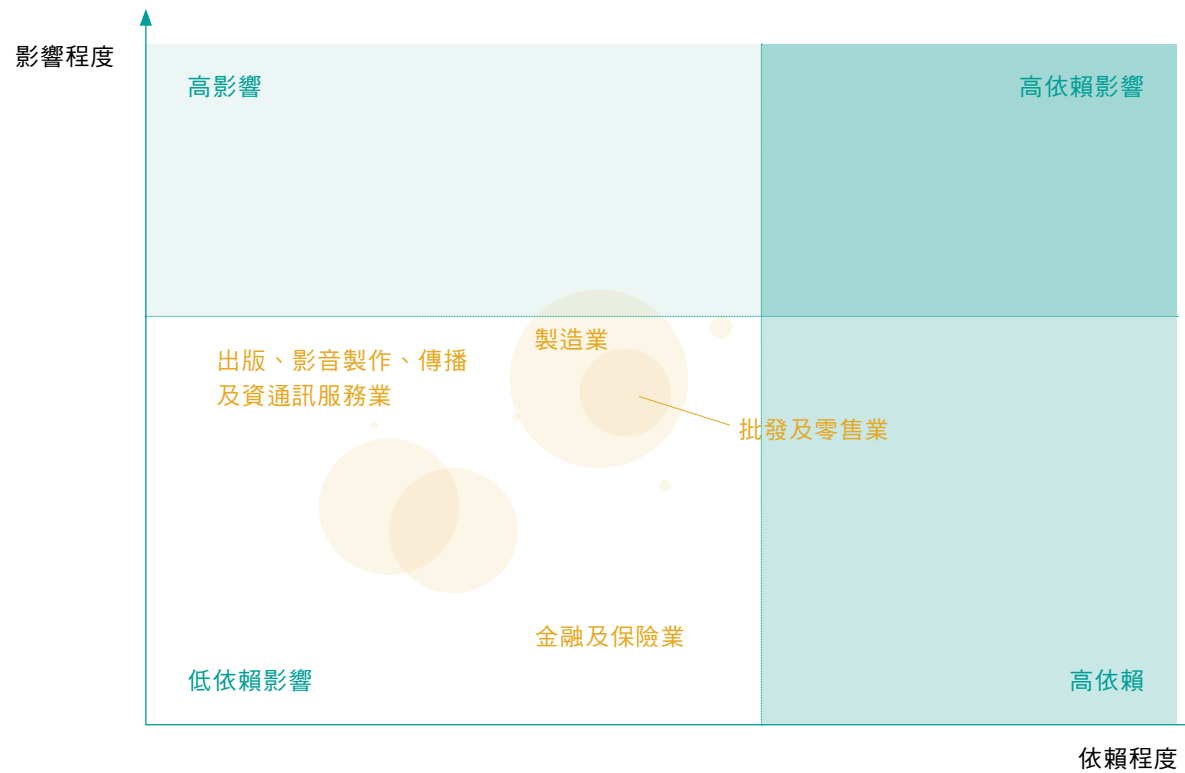 影響程度
高影響
高依賴影響
製造業
出版、影音製作、傳播
及資通訊服務業
批發及零售業
金融及保險業
低依賴影響
高依賴
依賴程度